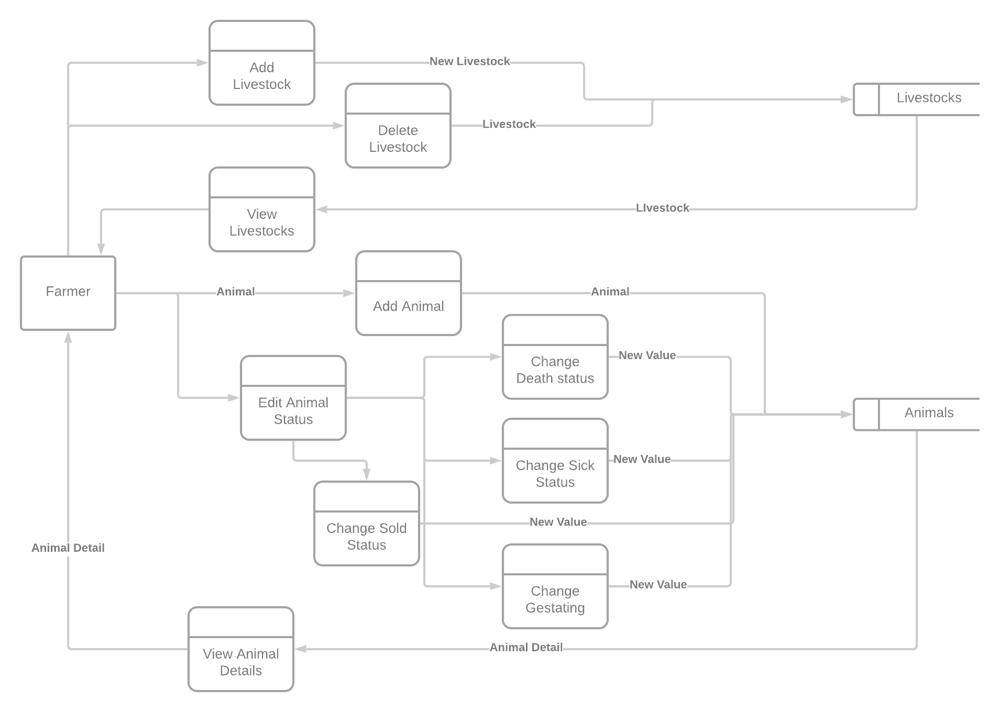 Add
Livestock
New Livestock
Livestocks
Delete
Livestock
Livestock
View
Livestocks
LIvestock
Farmer
Animal
Add Animal
Animal
Change
Death status
New Value
Edit Animal
Status
Animals
Change Sick
Status
New Value
Change Sold
Status
New Value
Animal Detail
Change
Gestating
New Value
View Animal
Details
Animal Detail